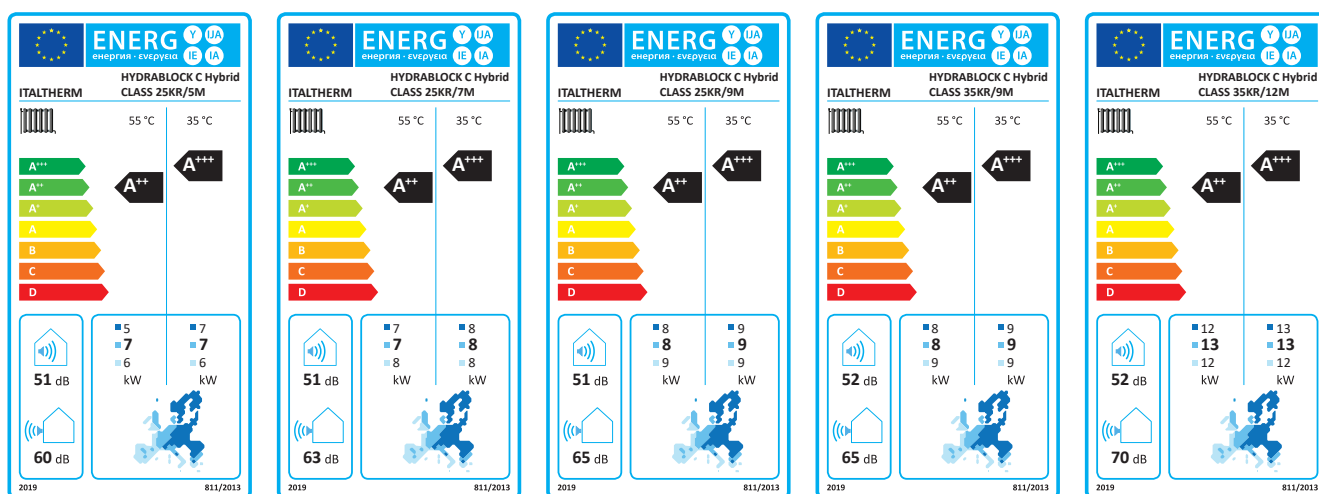 ENERG Y IJA IE IA
енергия · ενεργεια
HYDRABLOCK C Hybrid
ITALTHERM CLASS 25KR/5M
55 °C 35 °C
A+++
A++
A+
A
B
C
D
A++
A+++
51 dB
60 dB
5 7
7 7
6 6
kW kW
2019 811/2013
ENERG Y IJA IE IA
енергия · ενεργεια
HYDRABLOCK C Hybrid
ITALTHERM CLASS 25KR/7M
55 °C 35 °C
A+++
A++
A+
A
B
C
D
A++
A+++
51 dB
63 dB
7 8
7 8
8 8
kW kW
2019 811/2013
ENERG Y IJA IE IA
енергия · ενεργεια
HYDRABLOCK C Hybrid
ITALTHERM CLASS 25KR/9M
55 °C 35 °C
A+++
A++
A+
A
B
C
D
A++
A+++
51 dB
65 dB
8 9
8 9
9 9
kW kW
2019 811/2013
ENERG Y IJA IE IA
енергия · ενεργεια
HYDRABLOCK C Hybrid
ITALTHERM CLASS 35KR/9M
55 °C 35 °C
A+++
A++
A+
A
B
C
D
A++
A+++
52 dB
65 dB
8 9
8 9
9 9
kW kW
2019 811/2013
ENERG Y IJA IE IA
енергия · ενεργεια
HYDRABLOCK C Hybrid
ITALTHERM CLASS 35KR/12M
55 °C 35 °C
A+++
A++
A+
A
B
C
D
A++
A+++
52 dB
70 dB
12 13
13 13
12 12
kW kW
2019 811/2013